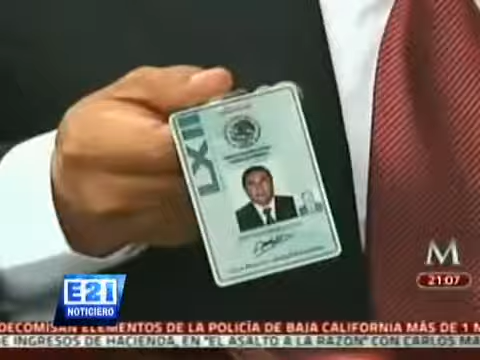 LXII
M
21:07
E21
NOTICIERO
DECOMISAN ELEMENTOS DE LA POLICÍA DE BAJA CALIFORNIA MÁS DE 1 M
E INGRESOS DE HACIENDA, EN "EL ASALTO A LA RAZÓN" CON CARLOS MA